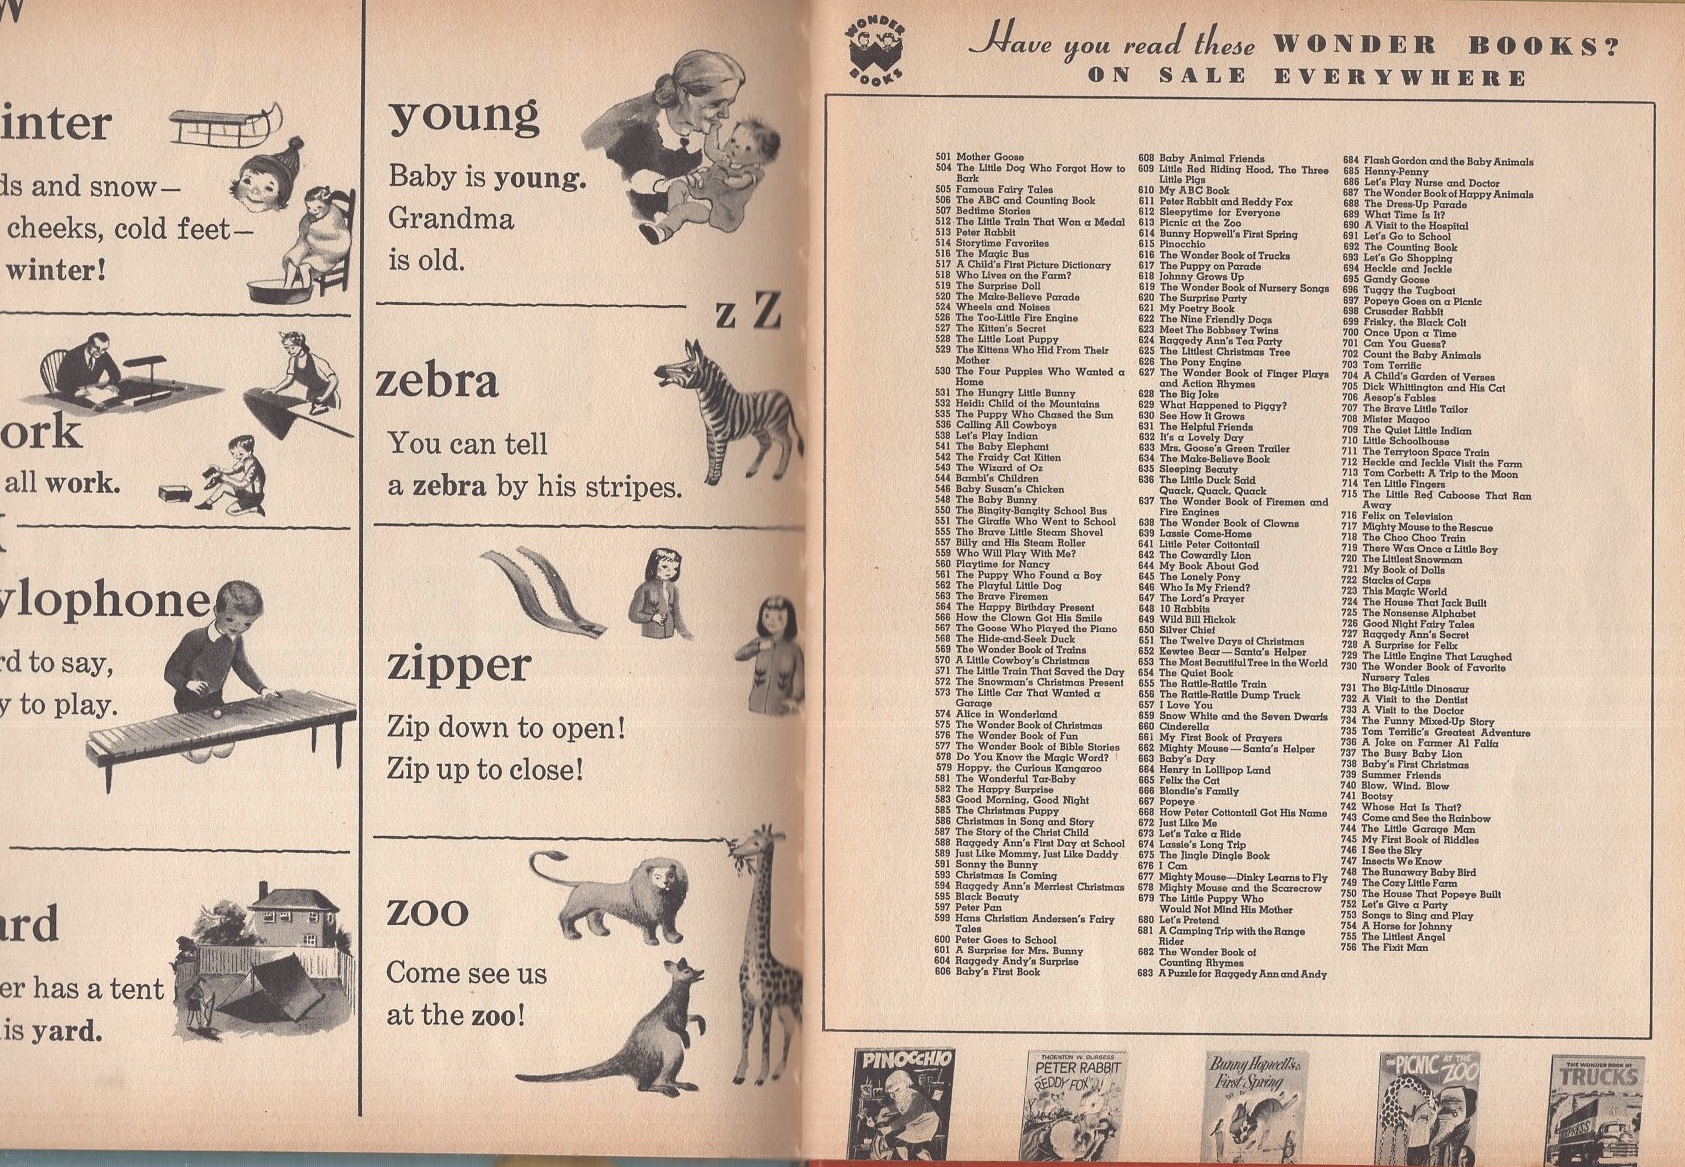 W
inter
ds and snow—
cheeks, cold feet—
winter!
ork
all work.
ylophone
rd to say,
y to play.
ard
er has a tent
is yard.
young
Baby is young.
Grandma
is old.
z Z
zebra
You can tell
a zebra by his stripes.
zipper
Zip down to open!
Zip up to close!
zoo
Come see us
at the zoo!
WONDER
BOOKS
Have you read these WONDER BOOKS?
ON SALE EVERYWHERE
501 Mother Goose
504 The Little Dog Who Forgot How to
Bark
505 Famous Fairy Tales
506 The ABC and Counting Book
507 Bedtime Stories
512 The Little Train That Won a Medal
513 Peter Rabbit
514 Storytime Favorites
516 The Magic Bus
517 A Child's First Picture Dictionary
518 Who Lives on the Farm?
519 The Surprise Doll
520 The Make-Believe Parade
524 Wheels and Noises
526 The Too-Little Fire Engine
527 The Kitten's Secret
528 The Little Lost Puppy
529 The Kittens Who Hid From Their
Mother
530 The Four Puppies Who Wanted a
Home
531 The Hungry Little Bunny
532 Heidi: Child of the Mountains
535 The Puppy Who Chased the Sun
536 Calling All Cowboys
538 Let's Play Indian
541 The Baby Elephant
542 The Fraidy Cat Kitten
543 The Wizard of Oz
544 Bambi's Children
546 Baby Susan's Chicken
548 The Baby Bunny
550 The Bingity-Bangity School Bus
551 The Giraffe Who Went to School
555 The Brave Little Steam Shovel
557 Billy and His Steam Roller
559 Who Will Play With Me?
560 Playtime for Nancy
561 The Puppy Who Found a Boy
562 The Playful Little Dog
563 The Brave Firemen
564 The Happy Birthday Present
566 How the Clown Got His Smile
567 The Goose Who Played the Piano
568 The Hide-and-Seek Duck
569 The Wonder Book of Trains
570 A Little Cowboy's Christmas
571 The Little Train That Saved the Day
572 The Snowman's Christmas Present
573 The Little Car That Wanted a
Garage
574 Alice in Wonderland
575 The Wonder Book of Christmas
576 The Wonder Book of Fun
577 The Wonder Book of Bible Stories
578 Do You Know the Magic Word?
579 Hoppy, the Curious Kangaroo
581 The Wonderful Tar-Baby
582 The Happy Surprise
583 Good Morning, Good Night
585 The Christmas Puppy
586 Christmas in Song and Story
587 The Story of the Christ Child
588 Raggedy Ann's First Day at School
589 Just Like Mommy, Just Like Daddy
591 Sonny the Bunny
593 Christmas Is Coming
594 Raggedy Ann's Merriest Christmas
595 Black Beauty
597 Peter Pan
599 Hans Christian Andersen's Fairy
Tales
600 Peter Goes to School
601 A Surprise for Mrs. Bunny
604 Raggedy Andy's Surprise
606 Baby's First Book
608 Baby Animal Friends
609 Little Red Riding Hood, The Three
Little Pigs
610 My ABC Book
611 Peter Rabbit and Reddy Fox
612 Sleepytime for Everyone
613 Picnic at the Zoo
614 Bunny Hopwell's First Spring
615 Pinocchio
616 The Wonder Book of Trucks
617 The Puppy on Parade
618 Johnny Grows Up
619 The Wonder Book of Nursery Songs
620 The Surprise Party
621 My Poetry Book
622 The Nine Friendly Dogs
623 Meet The Bobbsey Twins
624 Raggedy Ann's Tea Party
625 The Littlest Christmas Tree
626 The Pony Engine
627 The Wonder Book of Finger Plays
and Action Rhymes
628 The Big Joke
629 What Happened to Piggy?
630 See How It Grows
631 The Helpful Friends
632 It's a Lovely Day
633 Mrs. Goose's Green Trailer
634 The Make-Believe Book
635 Sleeping Beauty
636 The Little Duck Said
Quack, Quack, Quack
637 The Wonder Book of Firemen and
Fire Engines
638 The Wonder Book of Clowns
639 Lassie Come-Home
641 Little Peter Cottontail
642 The Cowardly Lion
644 My Book About God
645 The Lonely Pony
646 Who Is My Friend?
647 The Lord's Prayer
648 10 Rabbits
649 Wild Bill Hickok
650 Silver Chief
651 The Twelve Days of Christmas
652 Kewtee Bear—Santa's Helper
653 The Most Beautiful Tree in the World
654 The Quiet Book
655 The Rattle-Rattle Train
656 The Rattle-Rattle Dump Truck
657 I Love You
659 Snow White and the Seven Dwarfs
660 Cinderella
661 My First Book of Prayers
662 Mighty Mouse—Santa's Helper
663 Baby's Day
664 Henry in Lollipop Land
665 Felix the Cat
666 Blondie's Family
667 Popeye
668 How Peter Cottontail Got His Name
672 Just Like Me
673 Let's Take a Ride
674 Lassie's Long Trip
675 The Jingle Dingle Book
676 I Can
677 Mighty Mouse—Dinky Learns to Fly
678 Mighty Mouse and the Scarecrow
679 The Little Puppy Who
Would Not Mind His Mother
680 Let's Pretend
681 A Camping Trip with the Range
Rider
682 The Wonder Book of
Counting Rhymes
683 A Puzzle for Raggedy Ann and Andy
684 Flash Gordon and the Baby Animals
685 Henny-Penny
686 Let's Play Nurse and Doctor
687 The Wonder Book of Happy Animals
688 The Dress-Up Parade
689 What Time Is It?
690 A Visit to the Hospital
691 Let's Go to School
692 The Counting Book
693 Let's Go Shopping
694 Heckle and Jeckle
695 Gandy Goose
696 Tuggy the Tugboat
697 Popeye Goes on a Picnic
698 Crusader Rabbit
699 Frisky, the Black Colt
700 Once Upon a Time
701 Can You Guess?
702 Count the Baby Animals
703 Tom Terrific
704 A Child's Garden of Verses
705 Dick Whittington and His Cat
706 Aesop's Fables
707 The Brave Little Tailor
708 Mister Magoo
709 The Quiet Little Indian
710 Little Schoolhouse
711 The Terrytoon Space Train
712 Heckle and Jeckle Visit the Farm
713 Tom Corbett: A Trip to the Moon
714 Ten Little Fingers
715 The Little Red Caboose That Ran
Away
716 Felix on Television
717 Mighty Mouse to the Rescue
718 The Choo Choo Train
719 There Was Once a Little Boy
720 The Littlest Snowman
721 My Book of Dolls
722 Stacks of Caps
723 This Magic World
724 The House That Jack Built
725 The Nonsense Alphabet
726 Good Night Fairy Tales
727 Raggedy Ann's Secret
728 A Surprise for Felix
729 The Little Engine That Laughed
730 The Wonder Book of Favorite
Nursery Tales
731 The Big-Little Dinosaur
732 A Visit to the Dentist
733 A Visit to the Doctor
734 The Funny Mixed-Up Story
735 Tom Terrific's Greatest Adventure
736 A Joke on Farmer Al Falfa
737 The Busy Baby Lion
738 Baby's First Christmas
739 Summer Friends
740 Blow, Wind, Blow
741 Bootsy
742 Whose Hat Is That?
743 Come and See the Rainbow
744 The Little Garage Man
745 My First Book of Riddles
746 I See the Sky
747 Insects We Know
748 The Runaway Baby Bird
749 The Cozy Little Farm
750 The House That Popeye Built
752 Let's Give a Party
753 Songs to Sing and Play
754 A Horse for Johnny
755 The Littlest Angel
756 The Fixit Man
PINOCCHIO
THORNTON W. BURGESS
PETER RABBIT
REDDY FOX
Bunny Hopwell's
First Spring
PICNIC AT THE
ZOO
THE WONDER BOOK OF
TRUCKS